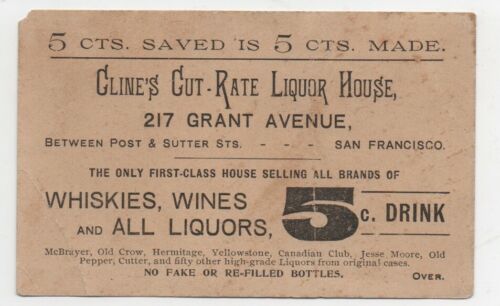 5 CTS. SAVED IS 5 CTS. MADE.
CLINE'S CUT-RATE LIQUOR HOUSE,
217 GRANT AVENUE,
BETWEEN POST & SUTTER STS. - - - SAN FRANCISCO.
THE ONLY FIRST-CLASS HOUSE SELLING ALL BRANDS OF
WHISKIES, WINES
AND ALL LIQUORS, 5c. DRINK
McBrayer, Old Crow, Hermitage, Yellowstone, Canadian Club, Jesse Moore, Old
Pepper, Cutter, and fifty other high-grade Liquors from original cases.
NO FAKE OR RE-FILLED BOTTLES. OVER.